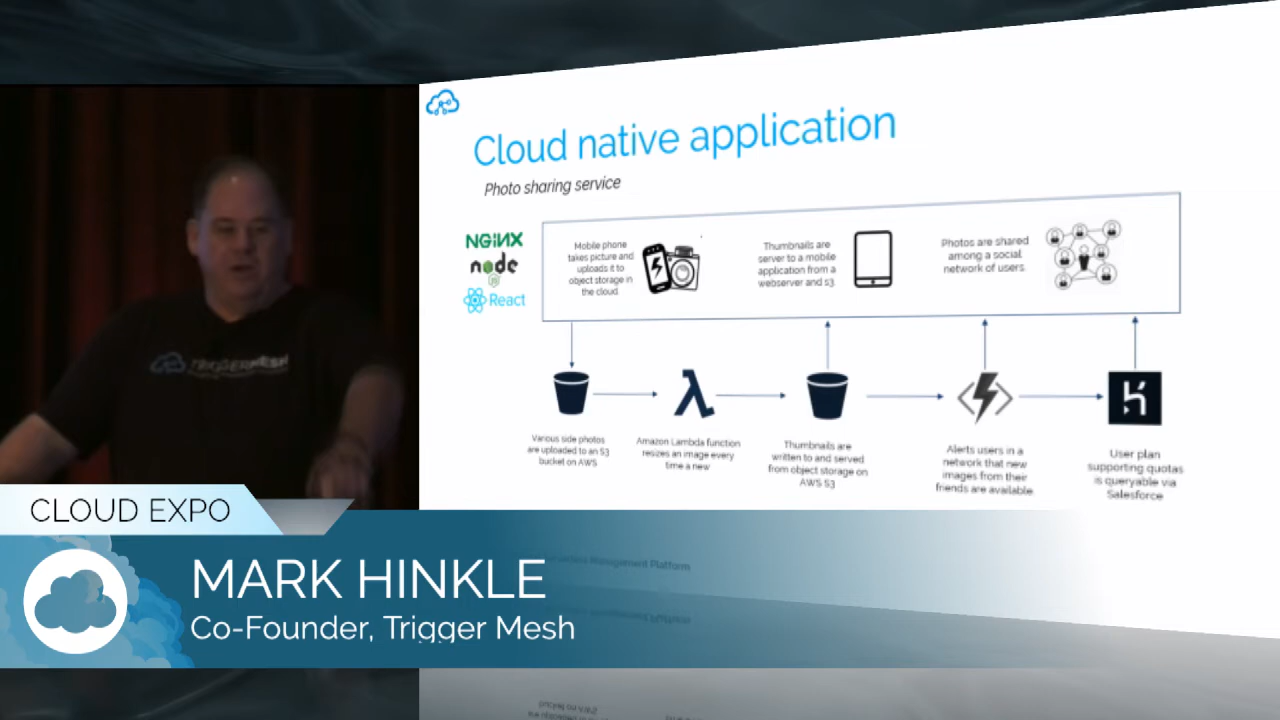 Cloud native application
Photo sharing service
NGiNX
node
JS
React
Mobile phone
takes picture and
uploads it to
object storage in
the cloud.
Thumbnails are
server to a mobile
application from a
webserver and s3.
Photos are shared
among a social
network of users.
Various side photos
are uploaded to an S3
bucket on AWS
Amazon Lambda function
resizes an image every
time a new
Thumbnails are
written to and served
from object storage on
AWS S3
Alerts users in a
network that new
images from their
friends are available
User plan
supporting quotas
is queryable via
Salesforce
TRIGGERMESH
CLOUD EXPO
MARK HINKLE
Co-Founder, Trigger Mesh
Management Platform